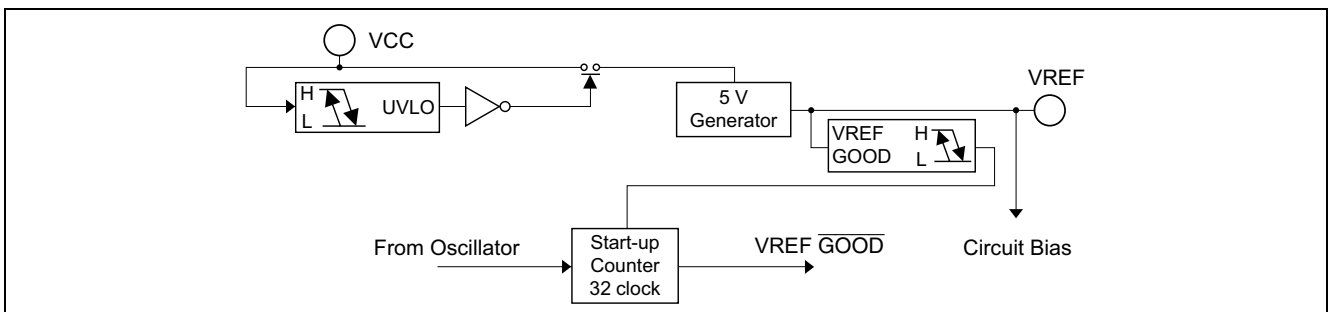 VCC
H
L
UVLO
5 V
Generator
VREF
VREF
GOOD
H
L
From Oscillator
Start-up
Counter
32 clock
VREF GOOD
Circuit Bias